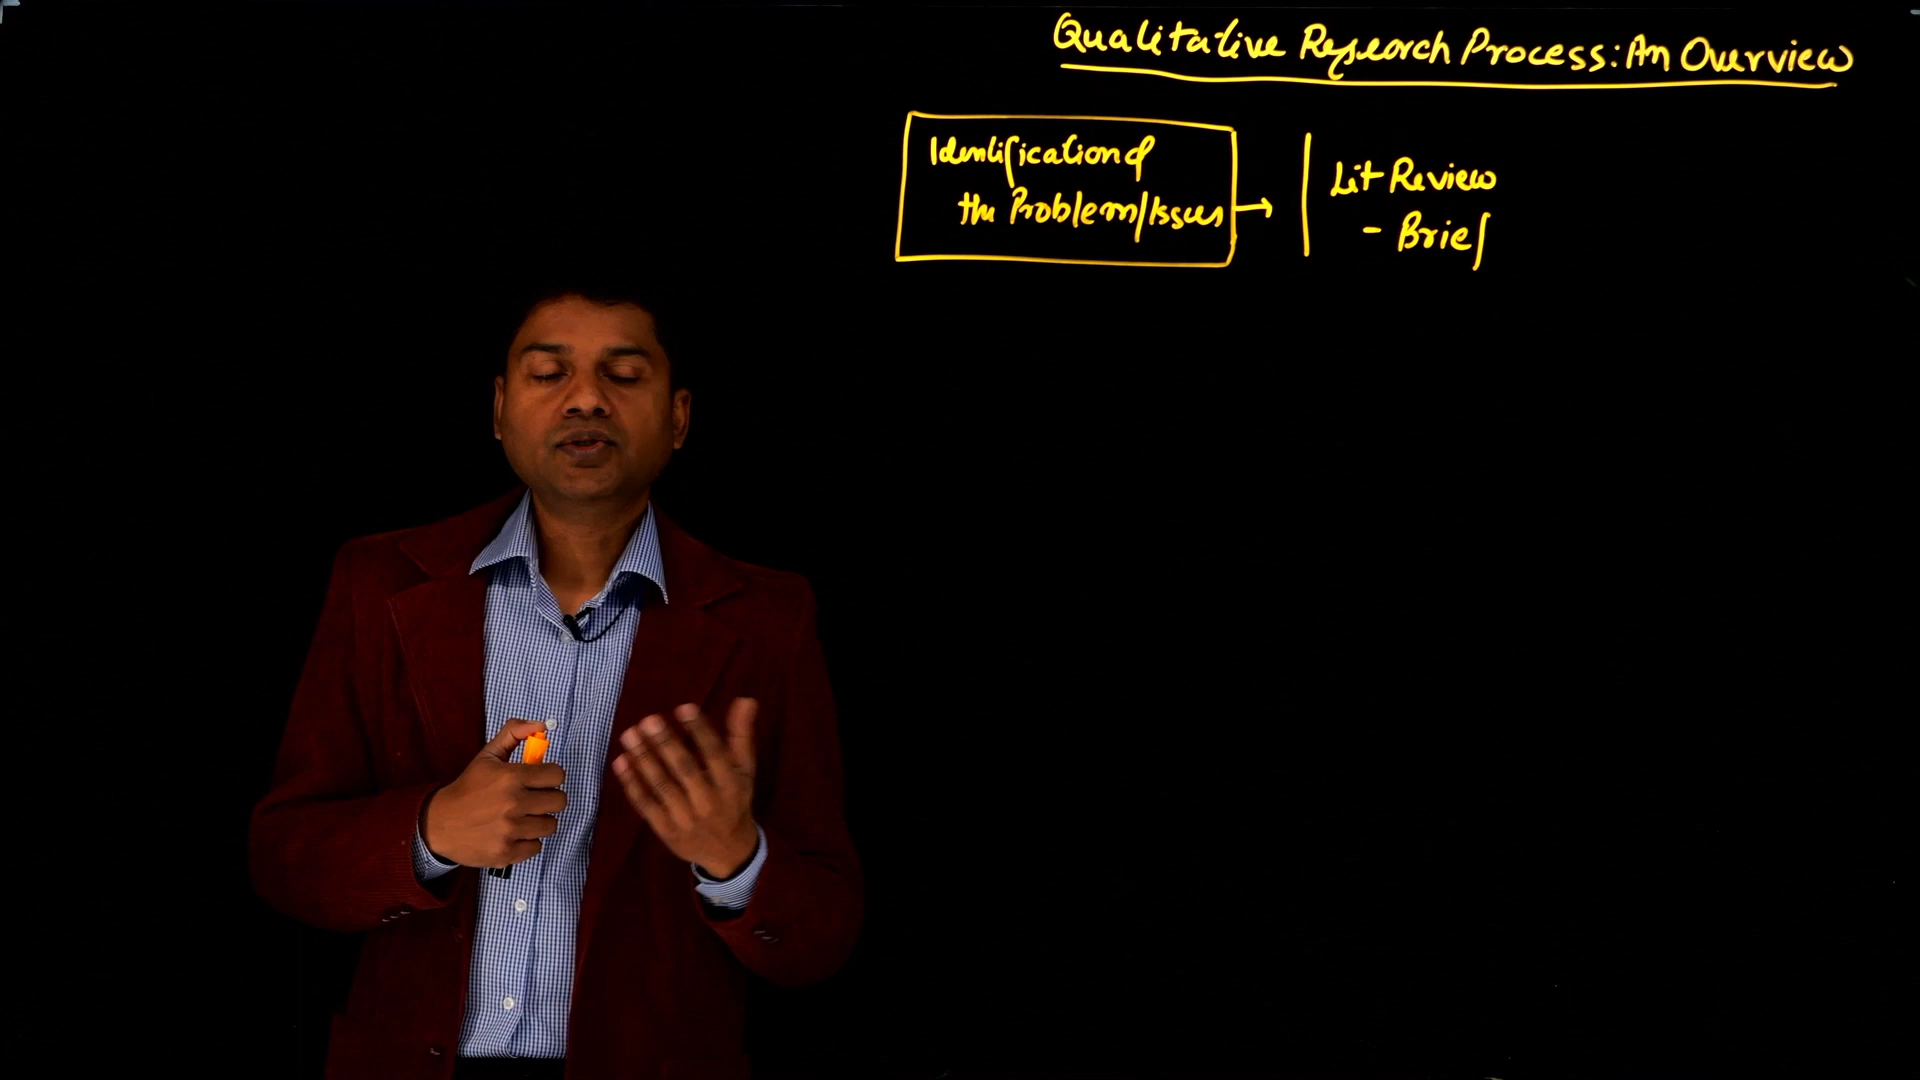 Qualitative Research Process: An Overview
Identification of
the Problem/Issues
Lit Review
- Brief